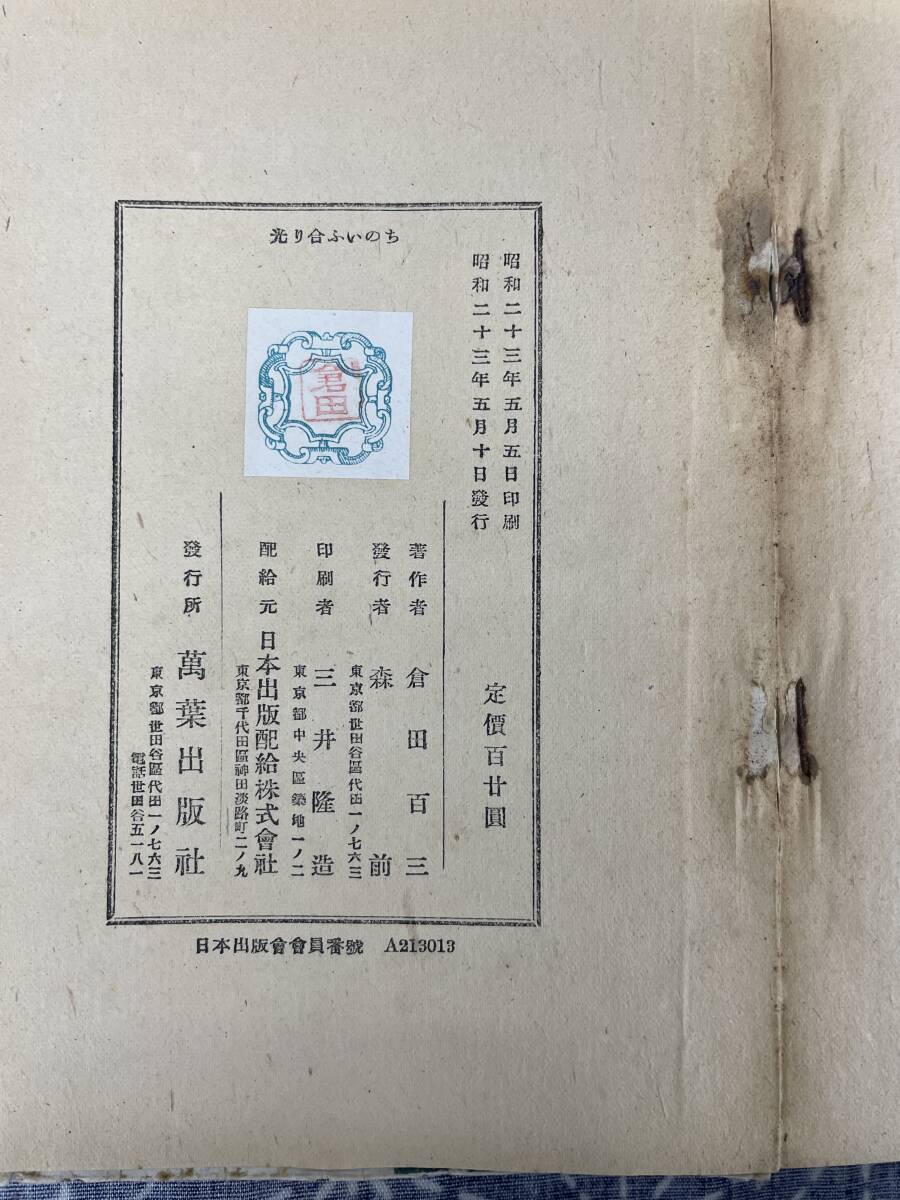 光り合ふいのち
昭和二十三年五月五日印刷
昭和二十三年五月十日發行
定價百廿圓
著作者 倉田百三
發行者 森前
東京都世田谷區代田一ノ七六三
印刷者 三井隆造
東京都中央區築地一ノ二
配給元 日本出版配給株式會社
東京都千代田區神田淡路町二ノ九
發行所 萬葉出版社
東京都世田谷區代田一ノ七六三
電話世田谷五一八一
倉田
日本出版會會員番號 A213013